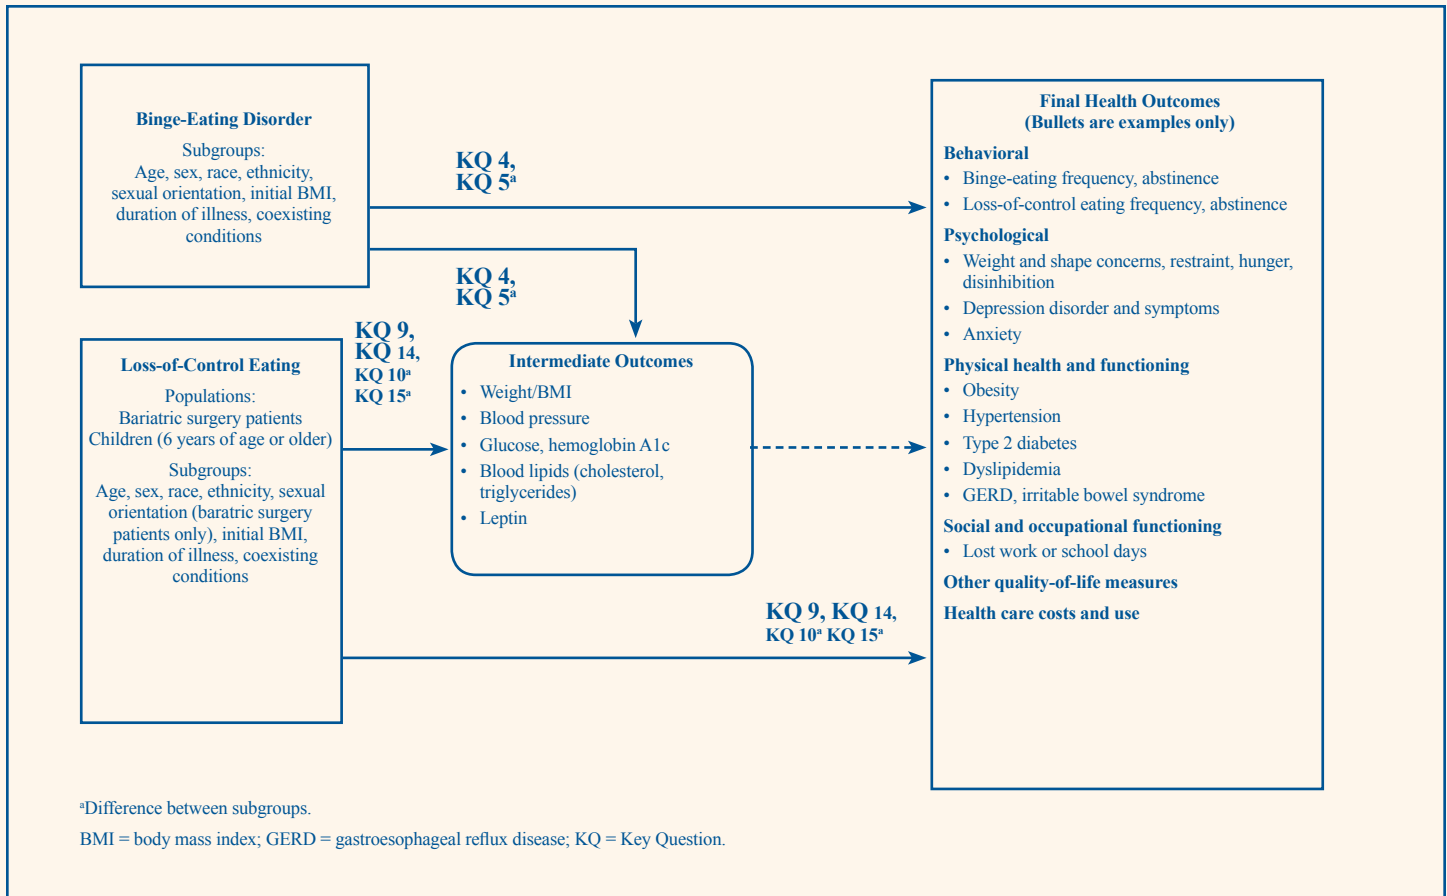 Binge-Eating Disorder
Subgroups:
Age, sex, race, ethnicity,
sexual orientation, initial BMI,
duration of illness, coexisting
conditions
KQ 4,
KQ 5ᵃ
KQ 4,
KQ 5ᵃ
Loss-of-Control Eating
Populations:
Bariatric surgery patients
Children (6 years of age or older)
Subgroups:
Age, sex, race, ethnicity, sexual
orientation (baratric surgery
patients only), initial BMI,
duration of illness, coexisting
conditions
KQ 9,
KQ 14,
KQ 10ᵃ
KQ 15ᵃ
Intermediate Outcomes
• Weight/BMI
• Blood pressure
• Glucose, hemoglobin A1c
• Blood lipids (cholesterol,
triglycerides)
• Leptin
KQ 9, KQ 14,
KQ 10ᵃ KQ 15ᵃ
Final Health Outcomes
(Bullets are examples only)
Behavioral
• Binge-eating frequency, abstinence
• Loss-of-control eating frequency, abstinence
Psychological
• Weight and shape concerns, restraint, hunger,
disinhibition
• Depression disorder and symptoms
• Anxiety
Physical health and functioning
• Obesity
• Hypertension
• Type 2 diabetes
• Dyslipidemia
• GERD, irritable bowel syndrome
Social and occupational functioning
• Lost work or school days
Other quality-of-life measures
Health care costs and use
ᵃDifference between subgroups.
BMI = body mass index; GERD = gastroesophageal reflux disease; KQ = Key Question.